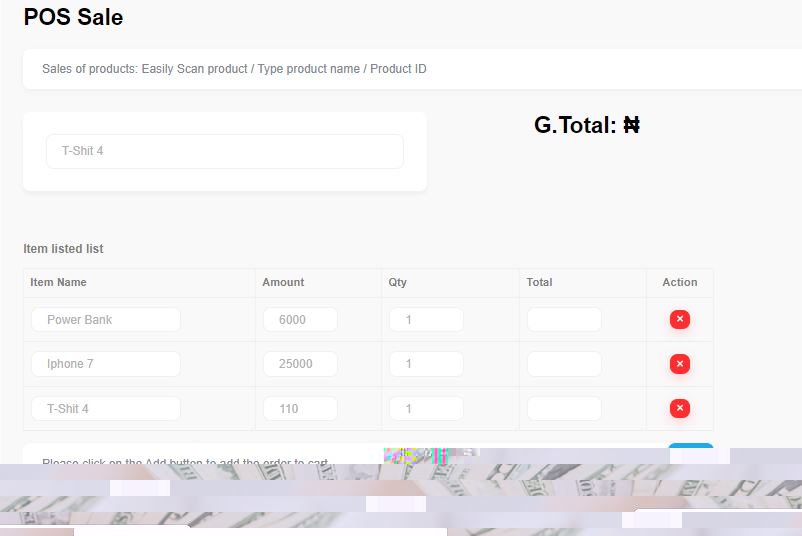 POS Sale
Sales of products: Easily Scan product / Type product name / Product ID
T-Shit 4
G.Total: ₦
Item listed list
Item Name Amount Qty Total Action
Power Bank 6000 1 ×
Iphone 7 25000 1 ×
T-Shit 4 110 1 ×
Please click on the Add button to add the order to cart